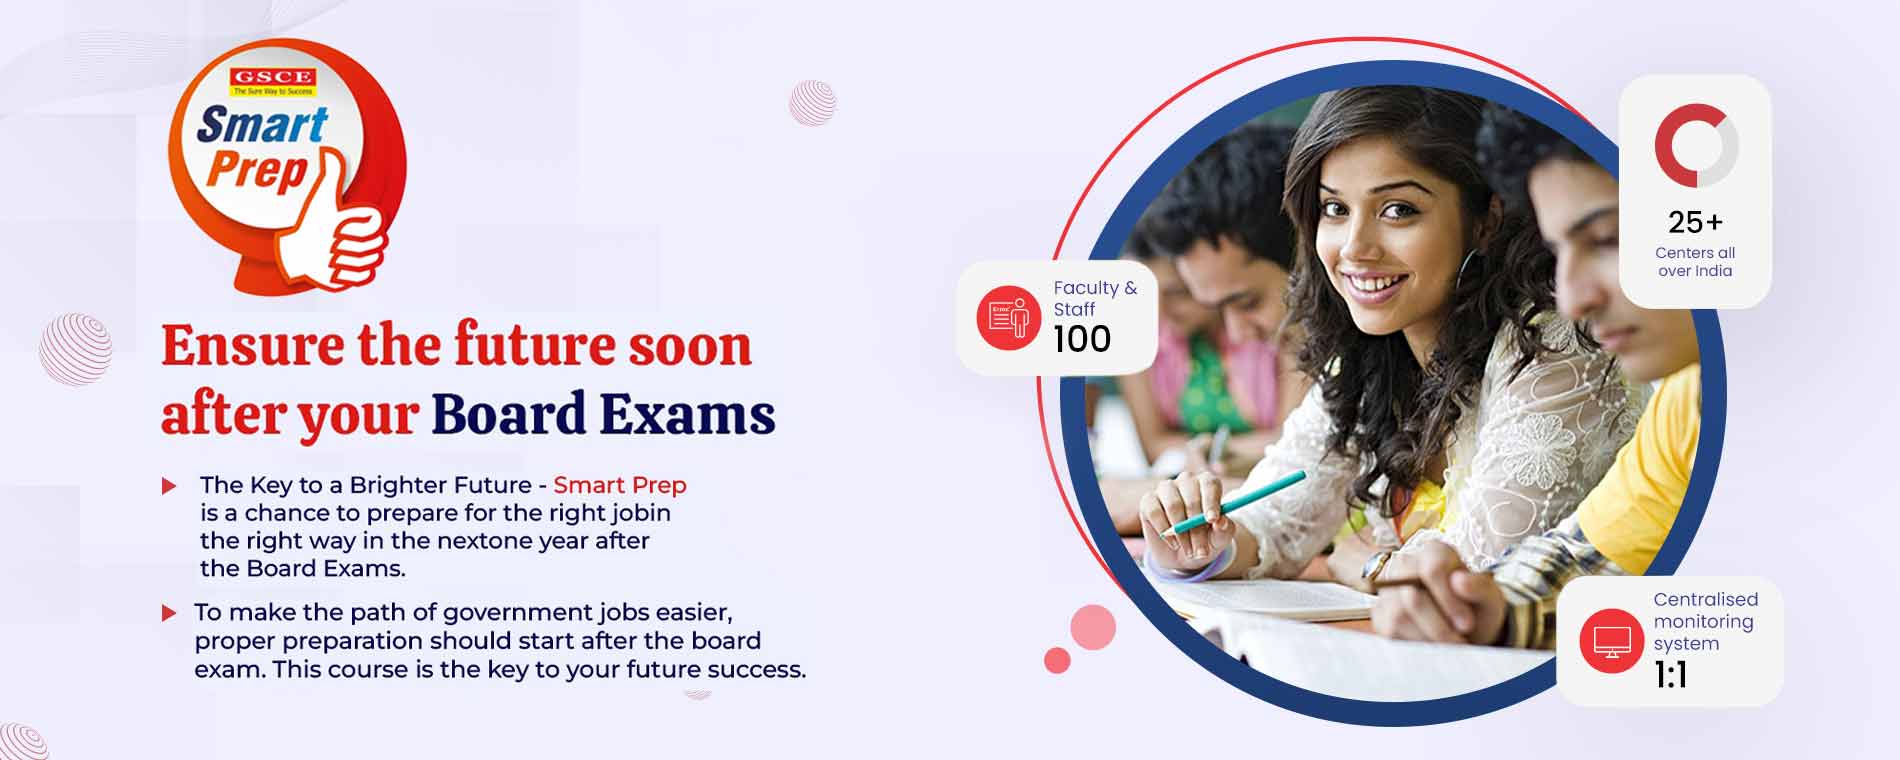 GSCE
The Sure Way to Success
Smart
Prep
Ensure the future soon
after your Board Exams
The Key to a Brighter Future - Smart Prep
is a chance to prepare for the right jobin
the right way in the nextone year after
the Board Exams.
To make the path of government jobs easier,
proper preparation should start after the board
exam. This course is the key to your future success.
Faculty &
Staff
100
25+
Centers all
over India
Centralised
monitoring
system
1:1